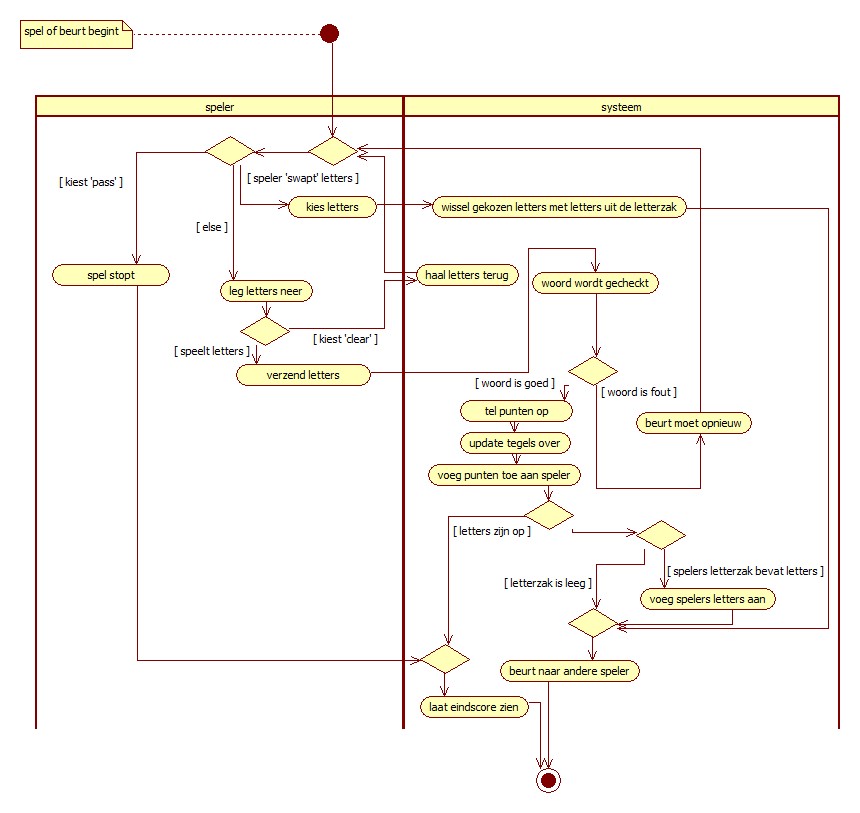 spel of beurt begint
speler
systeem
[ kiest 'pass' ]
[ speler 'swapt' letters ]
kies letters
wissel gekozen letters met letters uit de letterzak
[ else ]
spel stopt
haal letters terug
woord wordt gecheckt
leg letters neer
[ kiest 'clear' ]
[ speelt letters ]
verzend letters
[ woord is goed ]
[ woord is fout ]
tel punten op
beurt moet opnieuw
update tegels over
voeg punten toe aan speler
[ letters zijn op ]
[ spelers letterzak bevat letters ]
[ letterzak is leeg ]
voeg spelers letters aan
beurt naar andere speler
laat eindscore zien